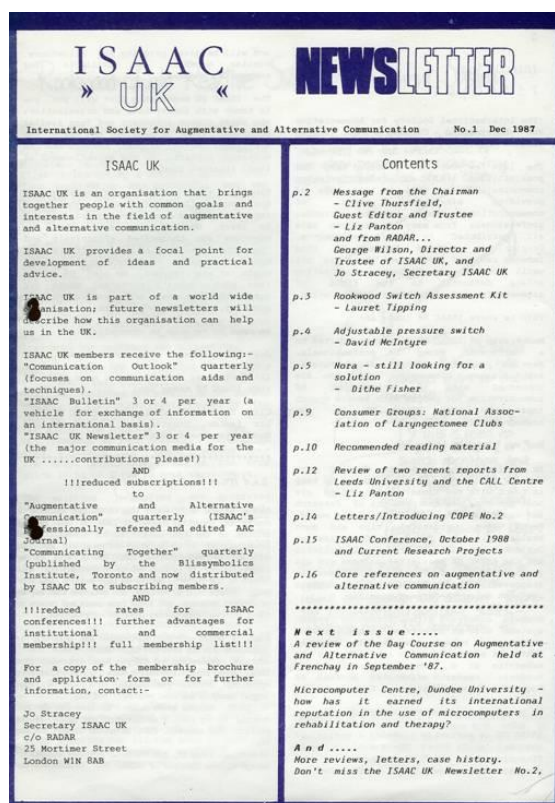 ISAAC
» UK «
NEWSLETTER
International Society for Augmentative and Alternative Communication No.1 Dec 1987
ISAAC UK
ISAAC UK is an organisation that brings
together people with common goals and
interests in the field of augmentative
and alternative communication.
ISAAC UK provides a focal point for
development of ideas and practical
advice.
UK is part of a world wide
; future newsletters will
describe how this organisation can help
us in the UK.
ISAAC UK members receive the following:-
"Communication Outlook" quarterly
(focuses on communication aids and
techniques).
"ISAAC Bulletin" 3 or 4 per year (a
vehicle for exchange of information on
an international basis).
"ISAAC UK Newsletter" 3 or 4 per year
(the major communication media for the
UK ......contributions please!)
AND
!!!reduced subscriptions!!!
to
"Augmentative and Alternative
Communication" quarterly (ISAAC's
refereed and edited AAC
Journal)
"Communicating Together" quarterly
(published by the Blissymbolics
Institute, Toronto and now distributed
by ISAAC UK to subscribing members.
AND
!!!reduced rates for ISAAC
conferences!!! further advantages for
institutional and commercial
membership!!! full membership list!!!
For a copy of the membership brochure
and application form or for further
information, contact:-
Jo Stracey
Secretary ISAAC UK
c/o RADAR
25 Mortimer Street
London W1N 8AB
Contents
p.2 Message from the Chairman
- Clive Thursfield,
Guest Editor and Trustee
- Liz Panton
and from RADAR...
George Wilson, Director and
Trustee of ISAAC UK, and
Jo Stracey, Secretary ISAAC UK
p.3 Rookwood Switch Assessment Kit
- Lauret Tipping
p.4 Adjustable pressure switch
- David McIntyre
p.5 Nora - still looking for a
solution
- Dithe Fisher
p.9 Consumer Groups: National Assoc-
iation of Laryngectomee Clubs
p.10 Recommended reading material
p.12 Review of two recent reports from
Leeds University and the CALL Centre
- Liz Panton
p.14 Letters/Introducing COPE No.2
p.15 ISAAC Conference, October 1988
and Current Research Projects
p.16 Core references on augmentative and
alternative communication
******************************************
Next issue.....
A review of the Day Course on Augmentative
and Alternative Communication held at
Frenchay in September '87.
Microcomputer Centre, Dundee University -
how has it earned its international
reputation in the use of microcomputers in
rehabilitation and therapy?
And.....
More reviews, letters, case history.
Don't miss the ISAAC UK Newsletter No.2,